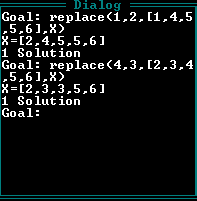 Dialog
Goal: replace(1,2,[1,4,5
,5,6],X)
X=[2,4,5,5,6]
1 Solution
Goal: replace(4,3,[2,3,4
,5,6],X)
X=[2,3,3,5,6]
1 Solution
Goal: